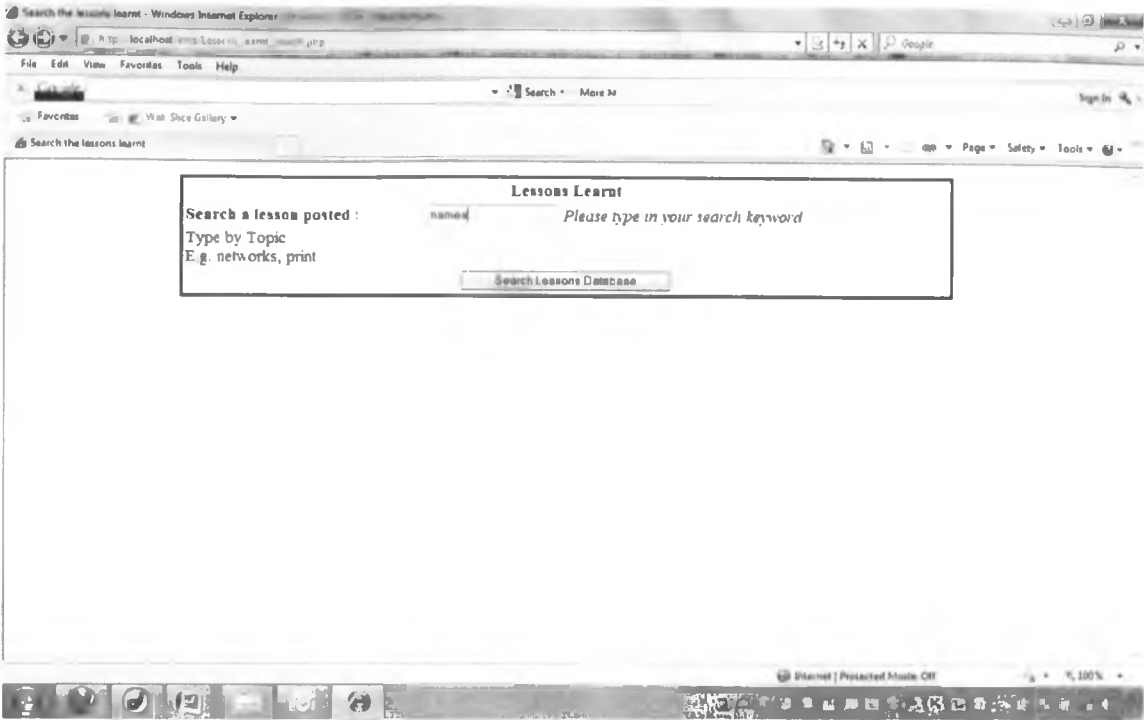 Search the lessons learnt - Windows Internet Explorer
http localhost
Google
File Edit View Favorites Tools Help
Google Search More »
Sign In
Favorites Web Slice Gallery
Search the lessons learnt
Page Safety Tools
Lessons Learnt
Search a lesson posted : names Please type in your search keyword
Type by Topic
E.g. networks, print
Search Lessons Database
Internet | Protected Mode: Off 100%